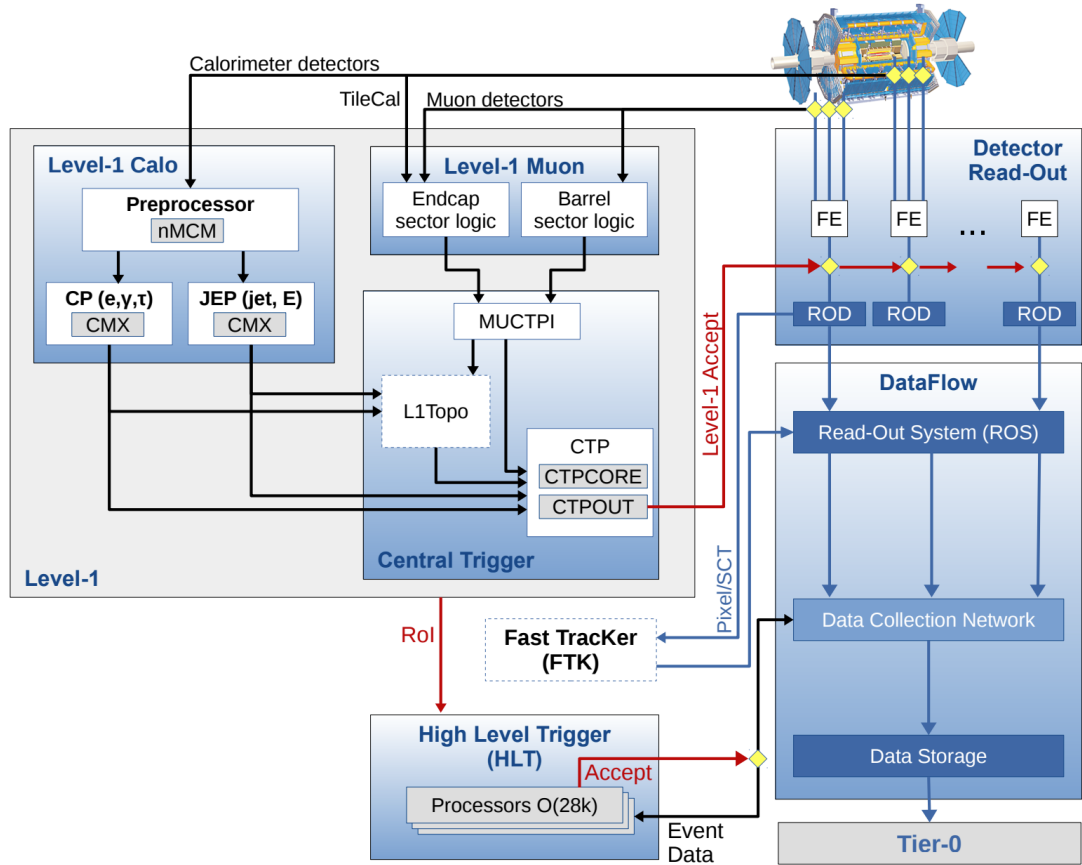 Calorimeter detectors
TileCal
Muon detectors
Detector
Read-Out
Level-1 Calo
Preprocessor
nMCM
CP (e,γ,τ)
CMX
JEP (jet, E)
CMX
Level-1 Muon
Endcap
sector logic
Barrel
sector logic
FE
FE
...
FE
ROD
ROD
ROD
MUCTPI
L1Topo
CTP
CTPCORE
CTPOUT
Central Trigger
Level-1
Level-1 Accept
Pixel/SCT
DataFlow
Read-Out System (ROS)
Data Collection Network
Data Storage
Tier-0
RoI
Fast TracKer
(FTK)
High Level Trigger
(HLT)
Accept
Processors O(28k)
Event
Data